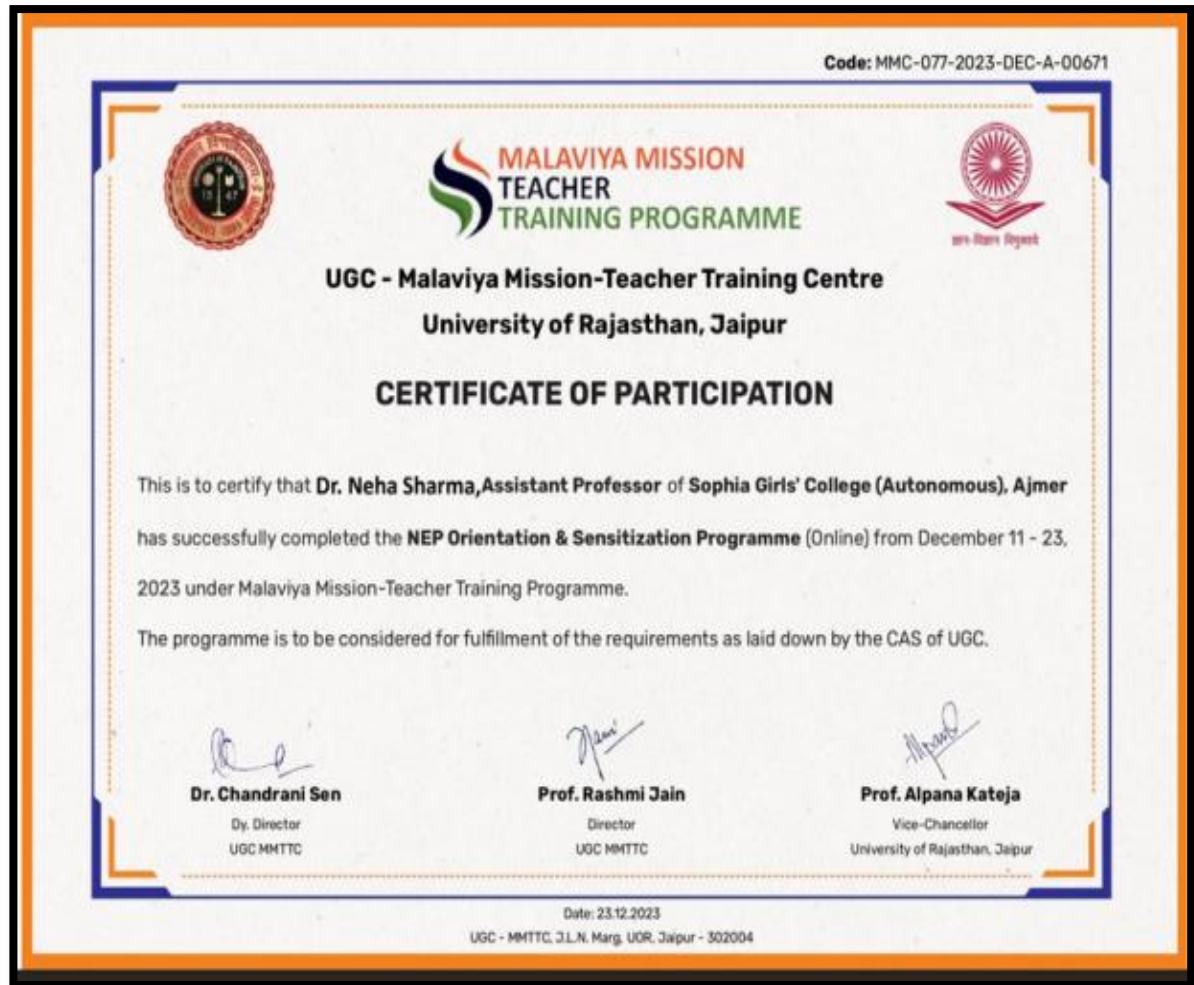 Code: MMC-077-2023-DEC-A-00671
MALAVIYA MISSION
TEACHER
TRAINING PROGRAMME
ज्ञान-विज्ञान विमुक्तये
UGC - Malaviya Mission-Teacher Training Centre
University of Rajasthan, Jaipur
CERTIFICATE OF PARTICIPATION
This is to certify that Dr. Neha Sharma,Assistant Professor of Sophia Girls' College (Autonomous), Ajmer
has successfully completed the NEP Orientation & Sensitization Programme (Online) from December 11 - 23,
2023 under Malaviya Mission-Teacher Training Programme.
The programme is to be considered for fulfillment of the requirements as laid down by the CAS of UGC.
Dr. Chandrani Sen
Dy. Director
UGC MMTTC
Prof. Rashmi Jain
Director
UGC MMTTC
Prof. Alpana Kateja
Vice-Chancellor
University of Rajasthan, Jaipur
Date: 23.12.2023
UGC - MMTTC, J.L.N. Marg, UOR, Jaipur - 302004